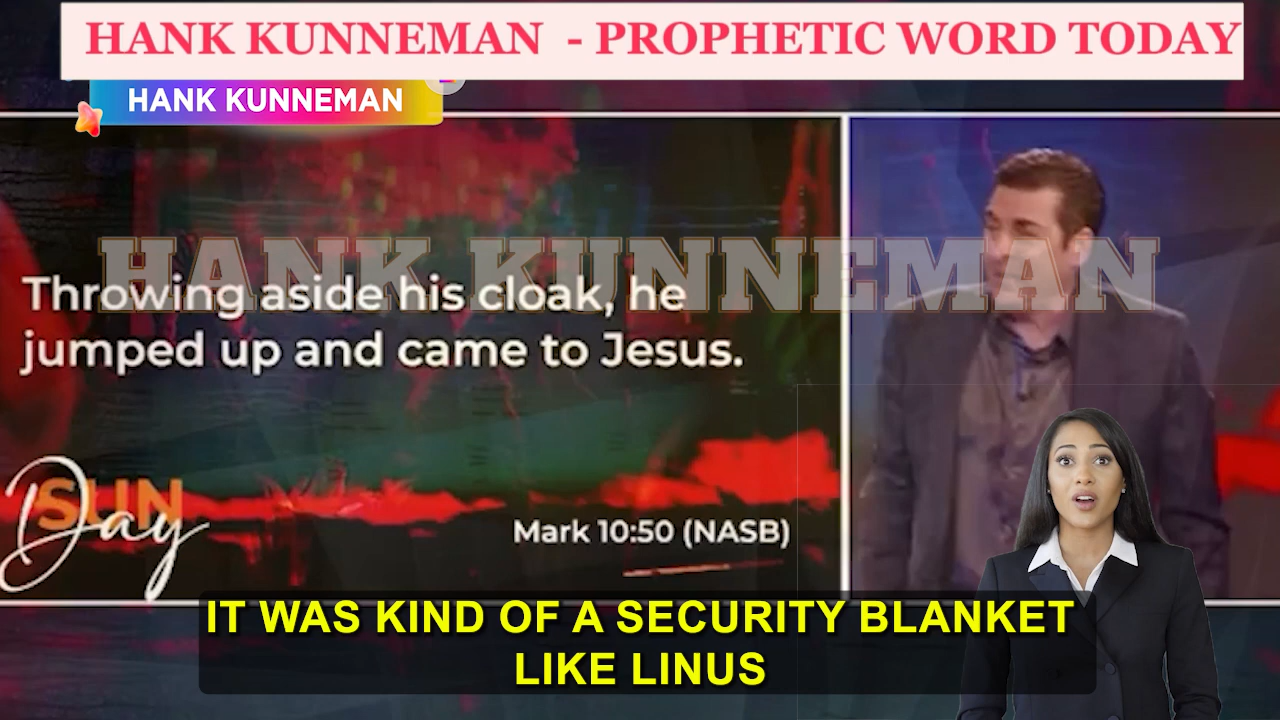 HANK KUNNEMAN - PROPHETIC WORD TODAY
HANK KUNNEMAN
HANK KUNNEMAN
Throwing aside his cloak, he
jumped up and came to Jesus.
SUN
Day
Mark 10:50 (NASB)
IT WAS KIND OF A SECURITY BLANKET
LIKE LINUS